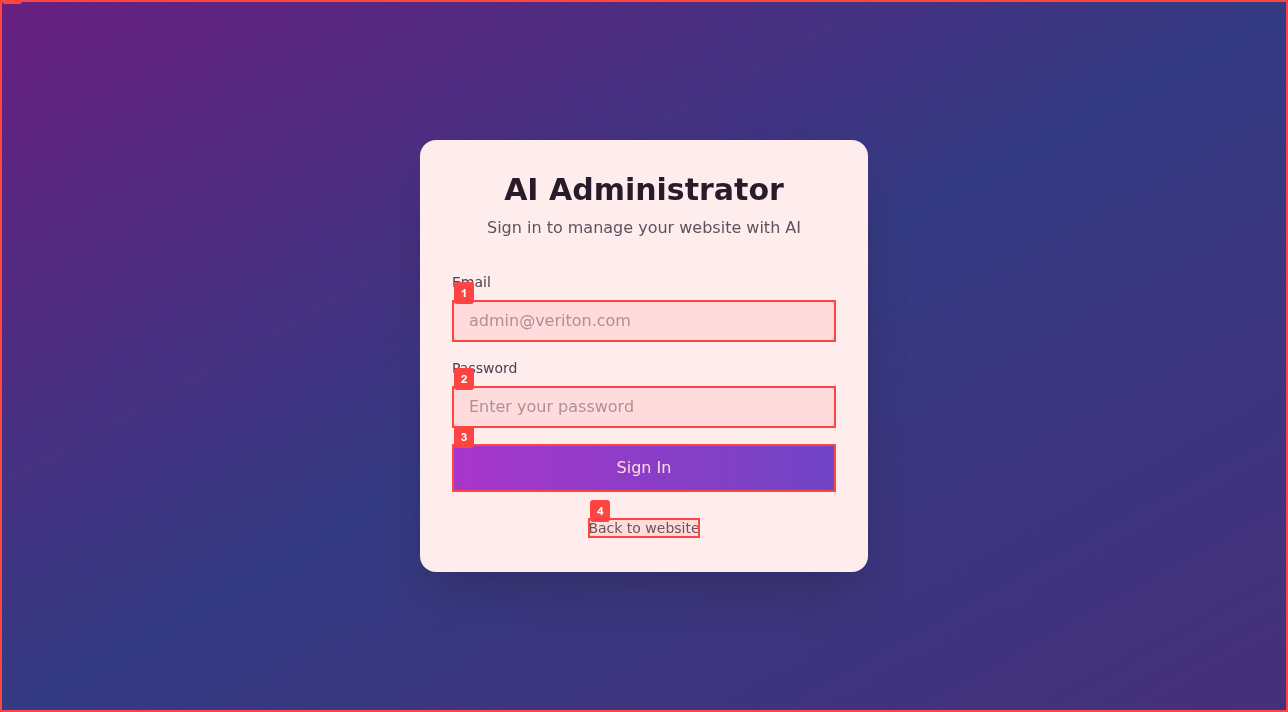 AI Administrator
Sign in to manage your website with AI
Email
1
admin@veriton.com
Password
2
Enter your password
3
Sign In
4
Back to website